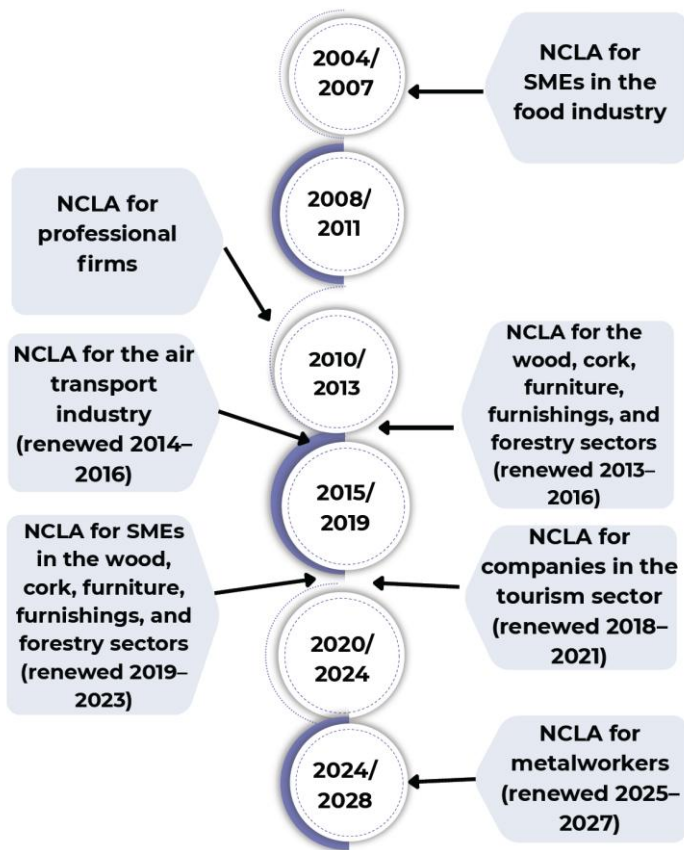 2004/
2007
NCLA for
SMEs in the
food industry
2008/
2011
NCLA for
professional
firms
2010/
2013
NCLA for the air
transport
industry
(renewed 2014–
2016)
NCLA for the
wood, cork,
furniture,
furnishings, and
forestry sectors
(renewed 2013–
2016)
2015/
2019
NCLA for SMEs
in the wood,
cork, furniture,
furnishings, and
forestry sectors
(renewed 2019–
2023)
NCLA for
companies in the
tourism sector
(renewed 2018–
2021)
2020/
2024
2024/
2028
NCLA for
metalworkers
(renewed 2025–
2027)